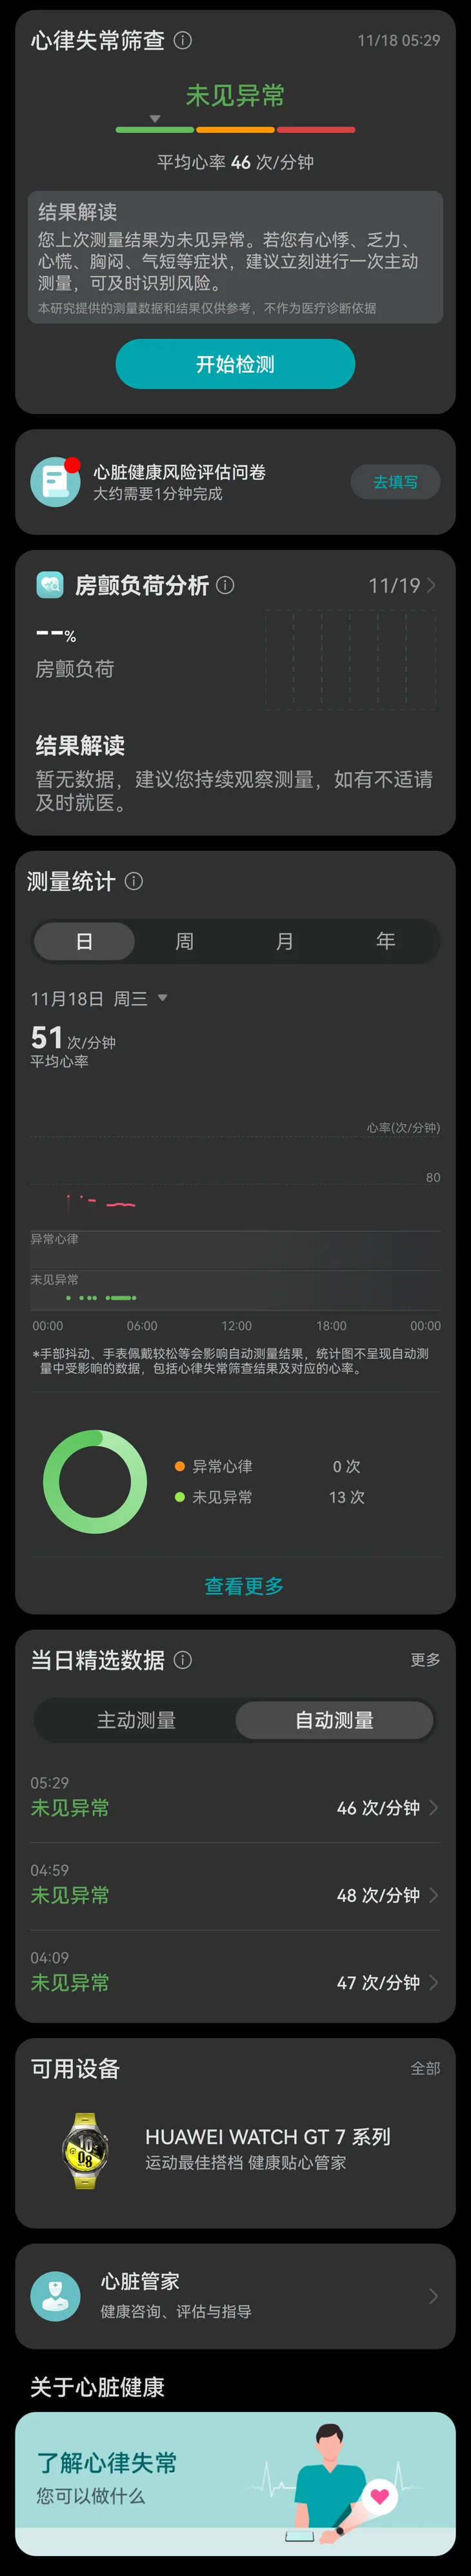 心律失常筛查
11/18 05:29
未见异常
平均心率 46 次/分钟
结果解读
您上次测量结果为未见异常。若您有心悸、乏力、
心慌、胸闷、气短等症状，建议立刻进行一次主动
测量，可及时识别风险。
本研究提供的测量数据和结果仅供参考，不作为医疗诊断依据
开始检测
心脏健康风险评估问卷
大约需要1分钟完成
去填写
房颤负荷分析
11/19
--%
房颤负荷
结果解读
暂无数据，建议您持续观察测量，如有不适请
及时就医。
测量统计
日 周 月 年
11月18日 周三
51次/分钟
平均心率
心率(次/分钟)
80
异常心律
未见异常
00:00 06:00 12:00 18:00 00:00
*手部抖动、手表佩戴较松等会影响自动测量结果，统计图不呈现自动测
量中受影响的数据，包括心律失常筛查结果及对应的心率。
异常心律 0 次
未见异常 13 次
查看更多
当日精选数据
更多
主动测量 自动测量
05:29
未见异常 46 次/分钟
04:59
未见异常 48 次/分钟
04:09
未见异常 47 次/分钟
可用设备
全部
10
08
HUAWEI WATCH GT 7 系列
运动最佳搭档 健康贴心管家
心脏管家
健康咨询、评估与指导
关于心脏健康
了解心律失常
您可以做什么